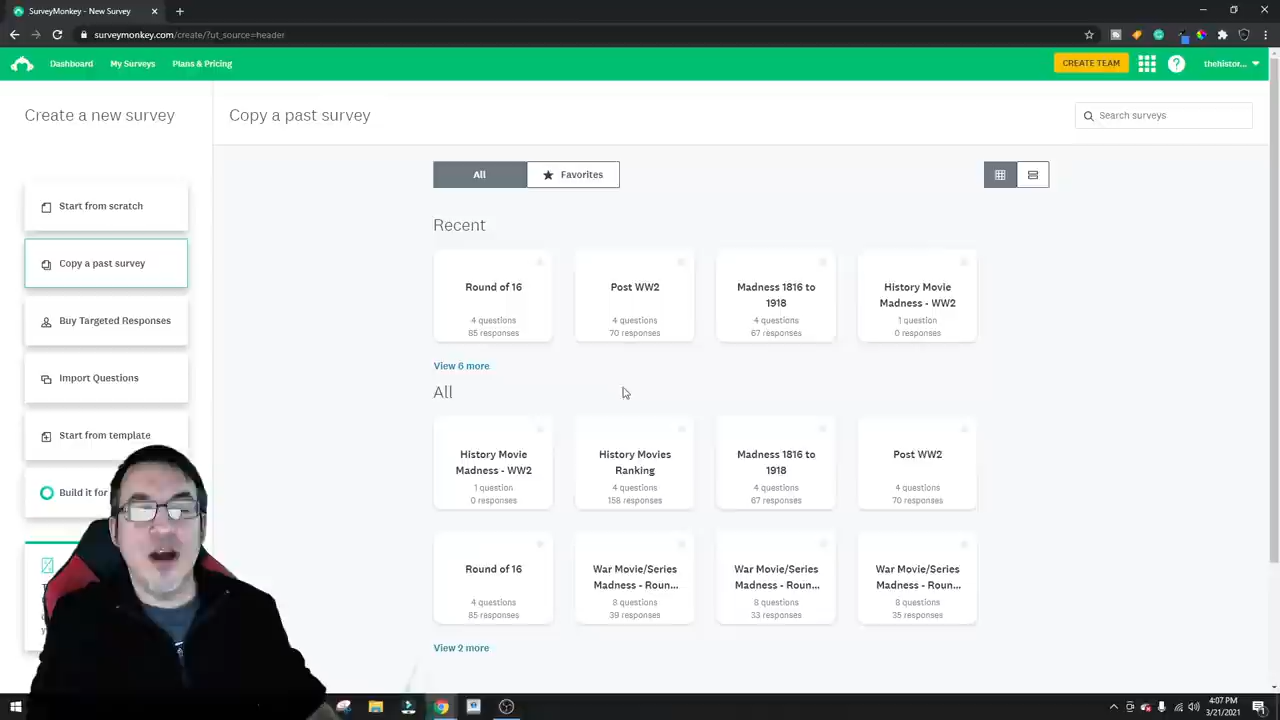 SurveyMonkey - New Survey
surveymonkey.com/create/?ut_source=header
Dashboard
My Surveys
Plans & Pricing
CREATE TEAM
thehistor...
Create a new survey
Copy a past survey
Search surveys
Start from scratch
Copy a past survey
Buy Targeted Responses
Import Questions
Start from template
Build it for
All
Favorites
Recent
Round of 16
4 questions
85 responses
Post WW2
4 questions
70 responses
Madness 1816 to
1918
4 questions
67 responses
History Movie
Madness - WW2
1 question
0 responses
View 6 more
All
History Movie
Madness - WW2
1 question
0 responses
History Movies
Ranking
4 questions
158 responses
Madness 1816 to
1918
4 questions
67 responses
Post WW2
4 questions
70 responses
Round of 16
4 questions
85 responses
War Movie/Series
Madness - Roun...
8 questions
39 responses
War Movie/Series
Madness - Roun...
8 questions
33 responses
War Movie/Series
Madness - Roun...
8 questions
35 responses
View 2 more
4:07 PM
3/21/2021